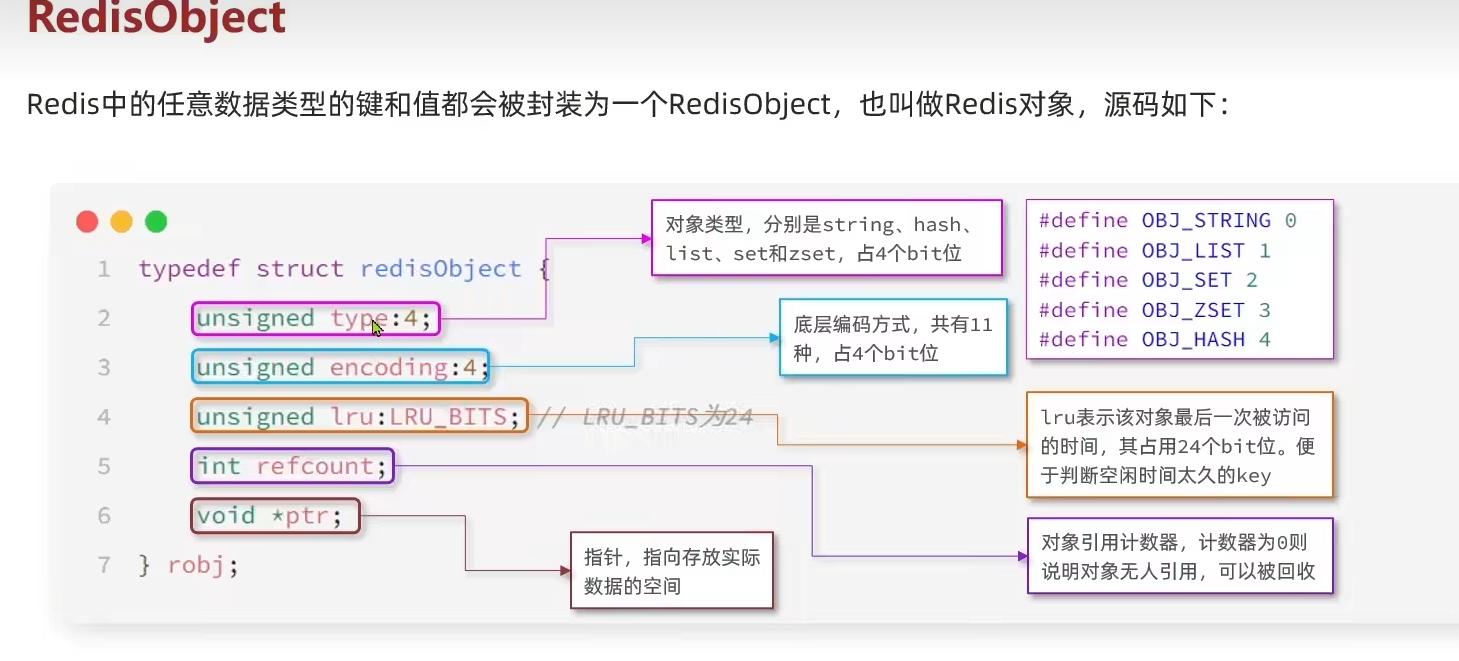 RedisObject
Redis中的任意数据类型的键和值都会被封装为一个RedisObject，也叫做Redis对象，源码如下：
1 typedef struct redisObject {
2 unsigned type:4;
3 unsigned encoding:4;
4 unsigned lru:LRU_BITS; // LRU_BITS为24
5 int refcount;
6 void *ptr;
7 } robj;
对象类型，分别是string、hash、
list、set和zset，占4个bit位
#define OBJ_STRING 0
#define OBJ_LIST 1
#define OBJ_SET 2
#define OBJ_ZSET 3
#define OBJ_HASH 4
底层编码方式，共有11
种，占4个bit位
lru表示该对象最后一次被访问
的时间，其占用24个bit位。便
于判断空闲时间太久的key
对象引用计数器，计数器为0则
说明对象无人引用，可以被回收
指针，指向存放实际
数据的空间